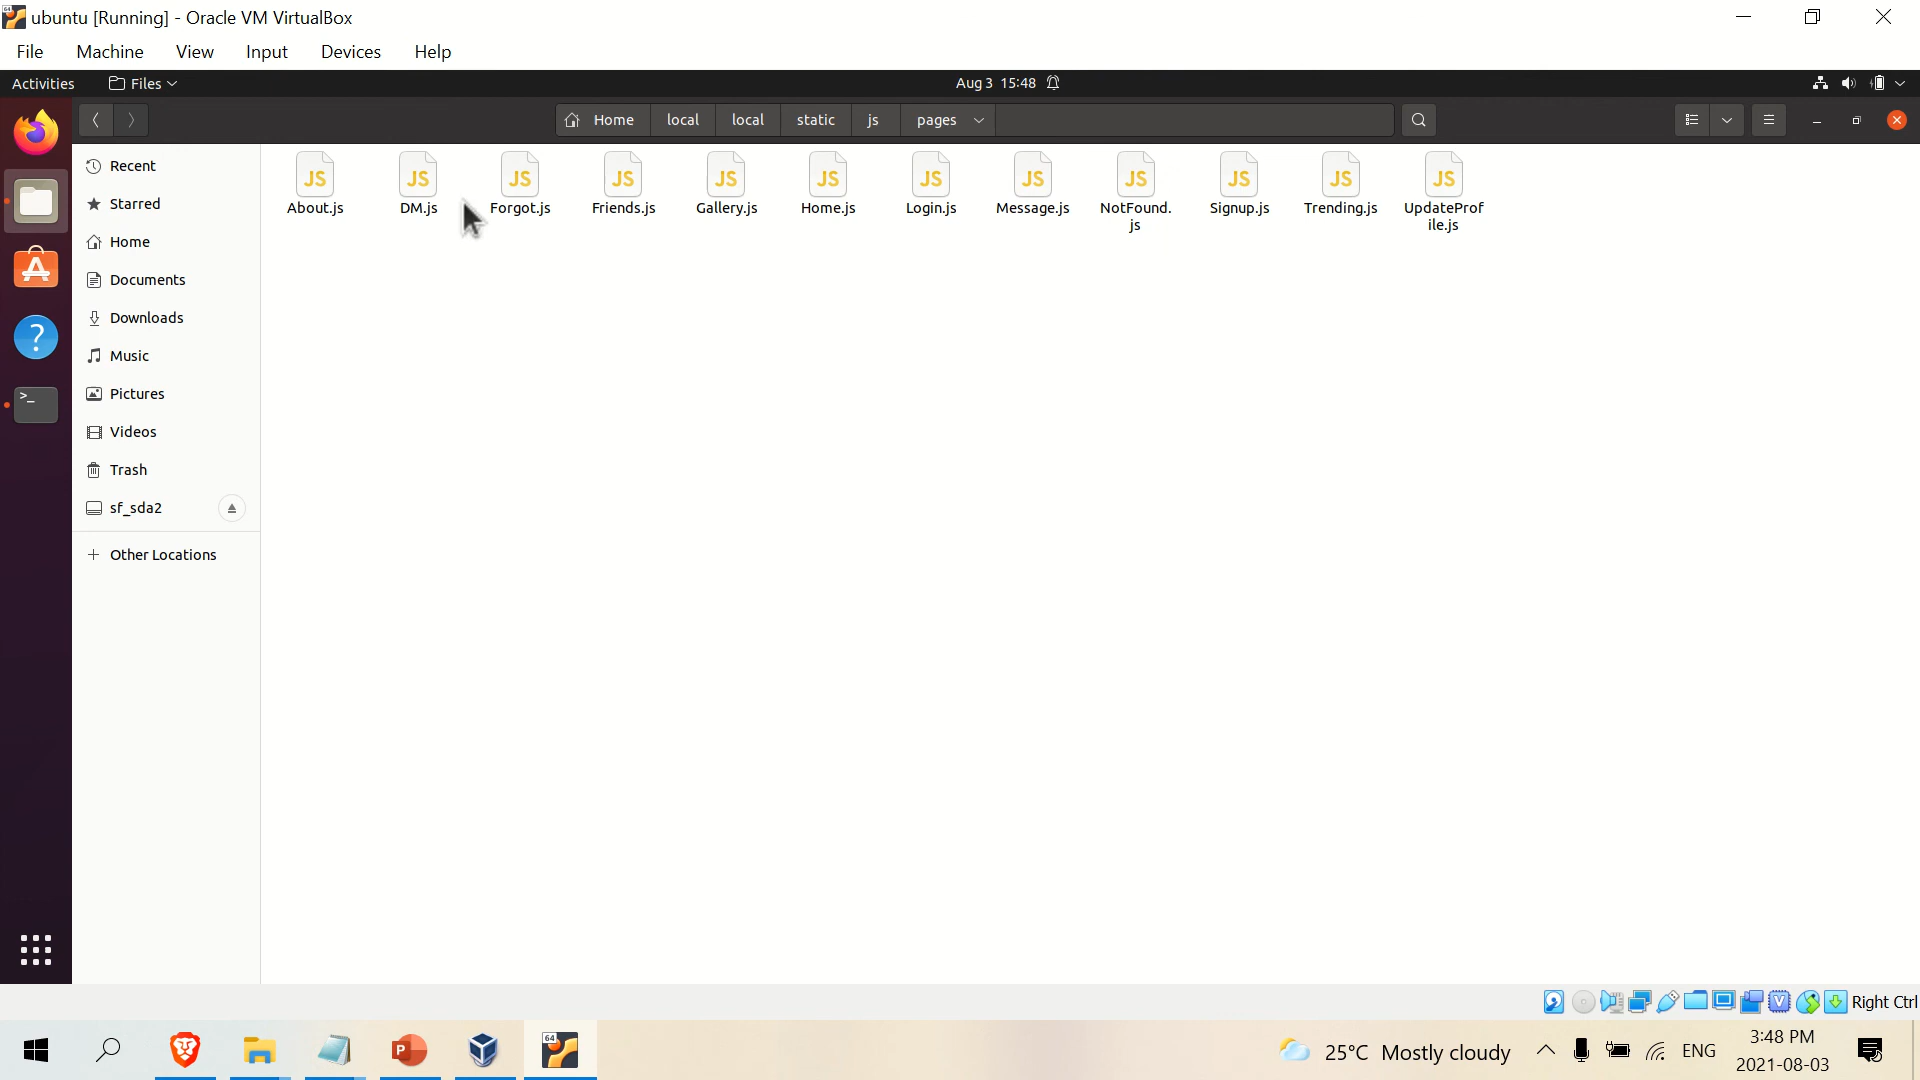 ubuntu [Running] - Oracle VM VirtualBox
File Machine View Input Devices Help
Activities Files Aug 3 15:48
Home local local static js pages
Recent
Starred
Home
Documents
Downloads
Music
Pictures
Videos
Trash
sf_sda2
Other Locations
JS JS JS JS JS JS JS JS JS JS JS JS
About.js DM.js Forgot.js Friends.js Gallery.js Home.js Login.js Message.js NotFound. Signup.js Trending.js UpdateProf
js ile.js
Right Ctrl
25°C Mostly cloudy ENG
3:48 PM
2021-08-03